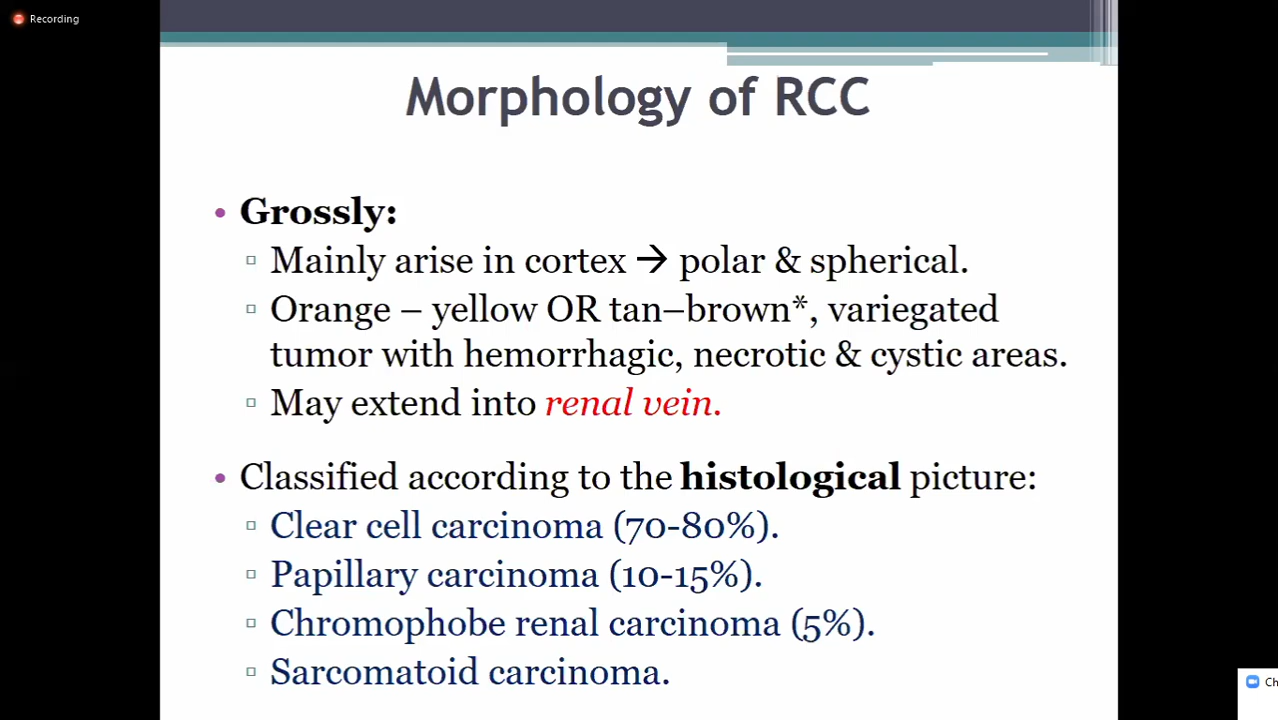 Recording
Morphology of RCC
• Grossly:
▫ Mainly arise in cortex → polar & spherical.
▫ Orange – yellow OR tan–brown*, variegated
tumor with hemorrhagic, necrotic & cystic areas.
▫ May extend into renal vein.
• Classified according to the histological picture:
▫ Clear cell carcinoma (70-80%).
▫ Papillary carcinoma (10-15%).
▫ Chromophobe renal carcinoma (5%).
▫ Sarcomatoid carcinoma.